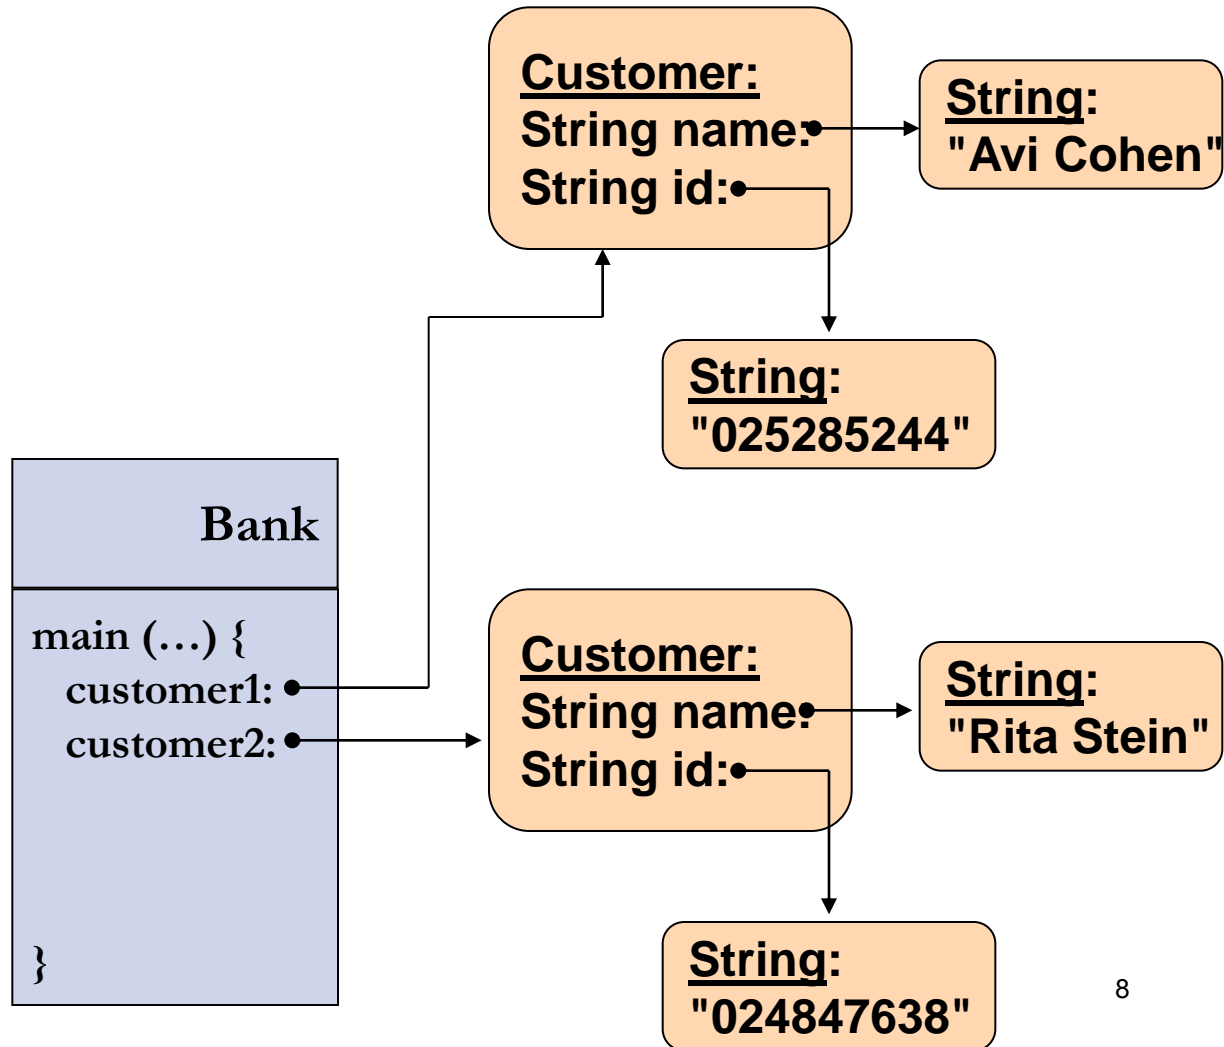 Customer:
String name:
String id:
String:
"Avi Cohen"
String:
"025285244"
Bank
main (…) {
customer1:
customer2:
}
Customer:
String name:
String id:
String:
"Rita Stein"
String:
"024847638"
8